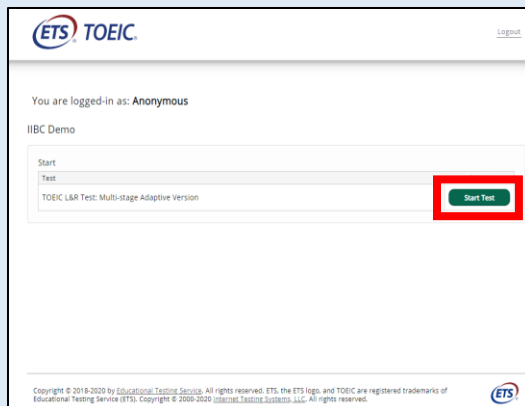 ETS TOEIC.
Logout
You are logged-in as: Anonymous
IIBC Demo
Start
Test
TOEIC L&R Test: Multi-stage Adaptive Version
Start Test
Copyright © 2018-2020 by Educational Testing Service. All rights reserved. ETS, the ETS logo, and TOEIC are registered trademarks of
Educational Testing Service (ETS). Copyright © 2000-2020 Internet Testing Systems, LLC. All rights reserved.
ETS